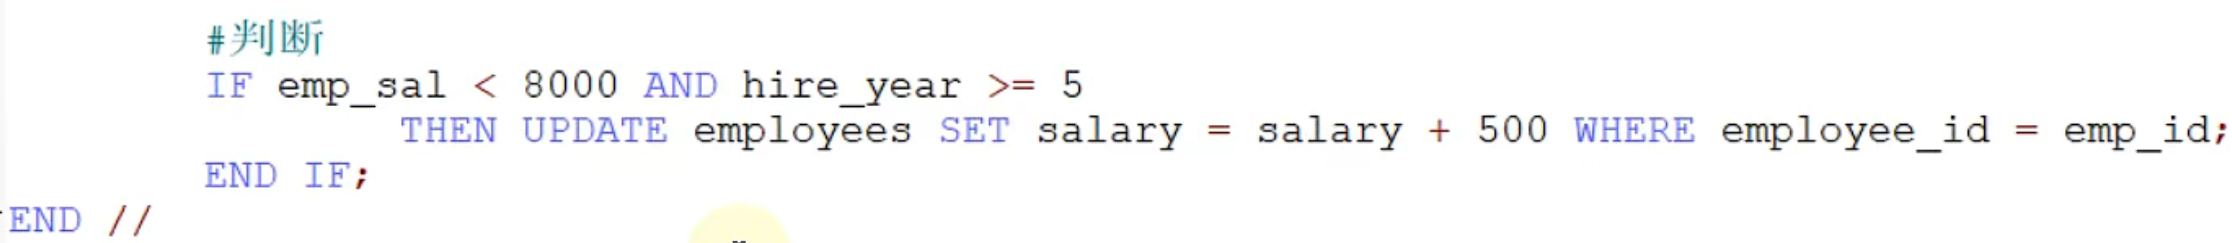 #判断
IF emp_sal < 8000 AND hire_year >= 5
THEN UPDATE employees SET salary = salary + 500 WHERE employee_id = emp_id;
END IF;
END //